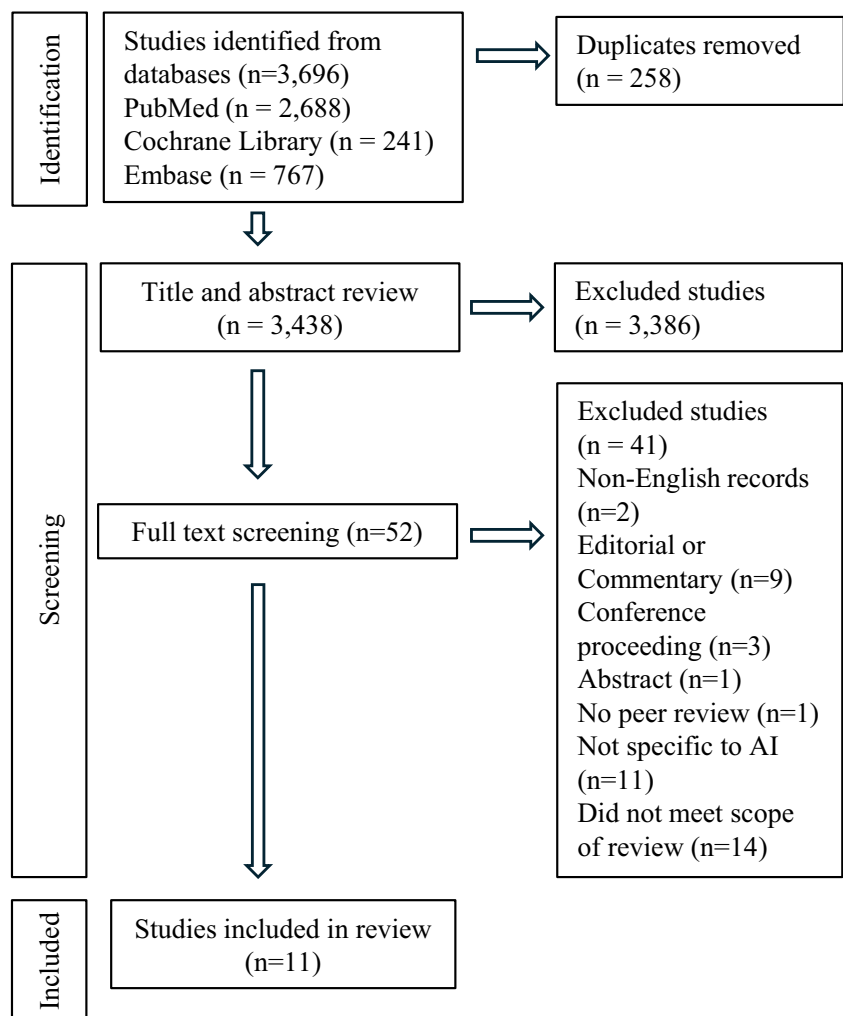 Identification
Studies identified from
databases (n=3,696)
PubMed (n = 2,688)
Cochrane Library (n = 241)
Embase (n = 767)
Duplicates removed
(n = 258)
Screening
Title and abstract review
(n = 3,438)
Excluded studies
(n = 3,386)
Full text screening (n=52)
Excluded studies
(n = 41)
Non-English records
(n=2)
Editorial or
Commentary (n=9)
Conference
proceeding (n=3)
Abstract (n=1)
No peer review (n=1)
Not specific to AI
(n=11)
Did not meet scope
of review (n=14)
Included
Studies included in review
(n=11)